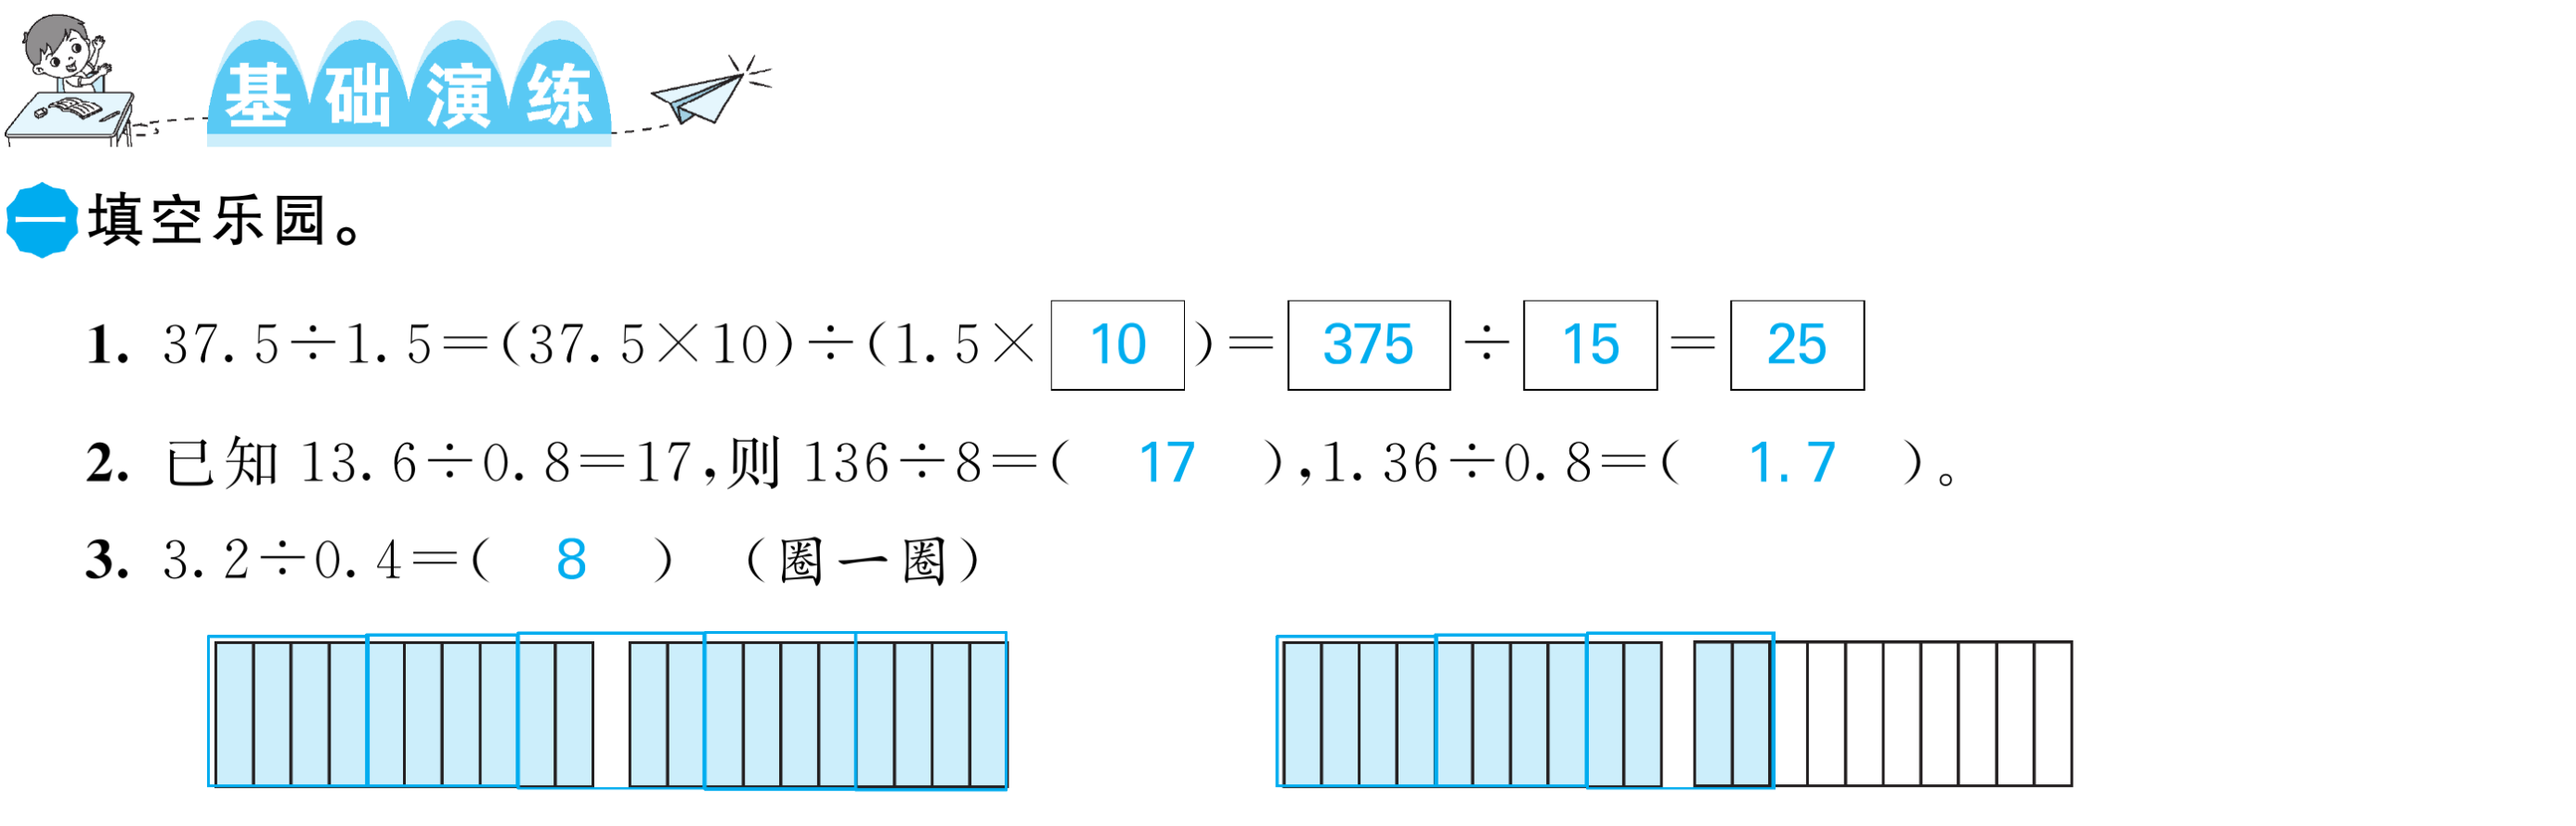 基础演练
一 填空乐园。
1. 37.5÷1.5=(37.5×10)÷(1.5×10)=375÷15=25
2. 已知 13.6÷0.8=17,则 136÷8=( 17 ),1.36÷0.8=( 1.7 )。
3. 3.2÷0.4=( 8 ) (圈一圈)